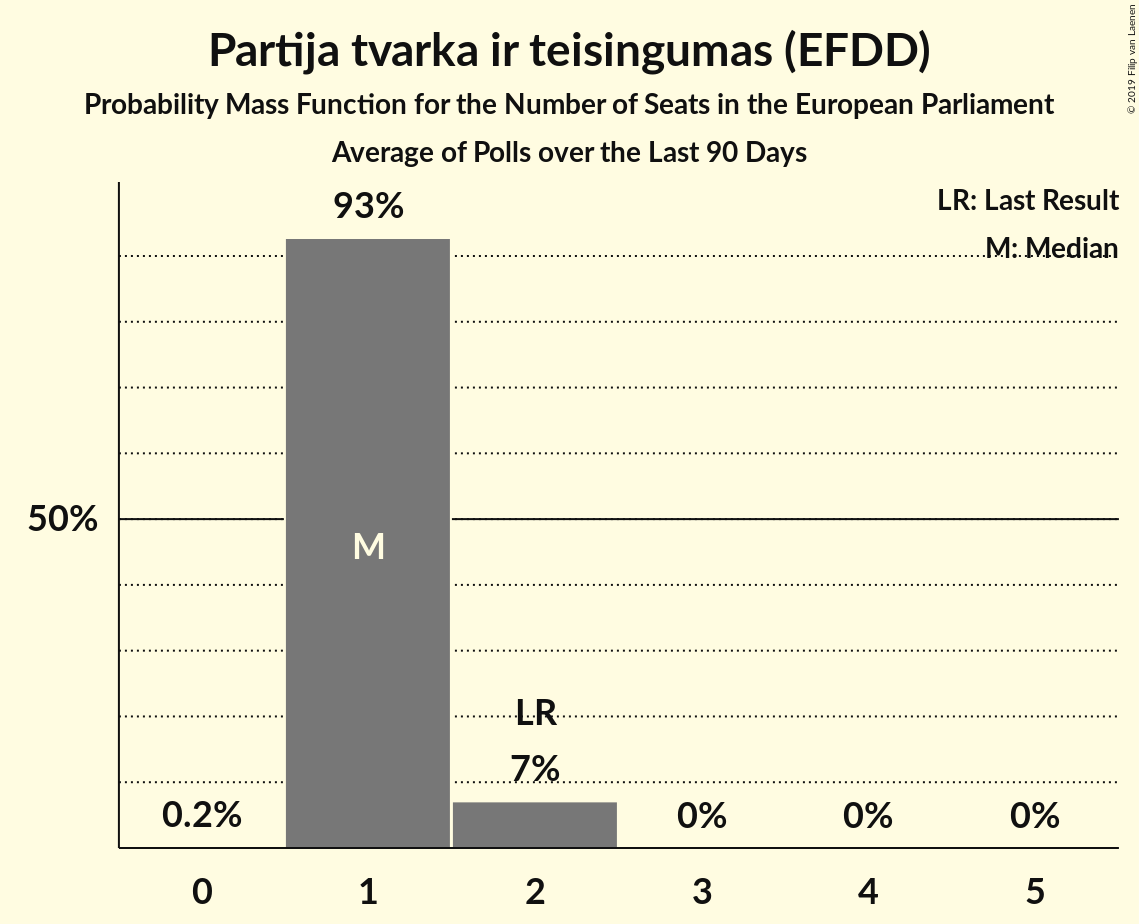 Partija tvarka ir teisingumas (EFDD)
Probability Mass Function for the Number of Seats in the European Parliament
Average of Polls over the Last 90 Days
© 2019 Filip van Laenen
LR: Last Result
M: Median
93%
50%
M
LR
7%
0.2%
0%
0%
0%
0
1
2
3
4
5